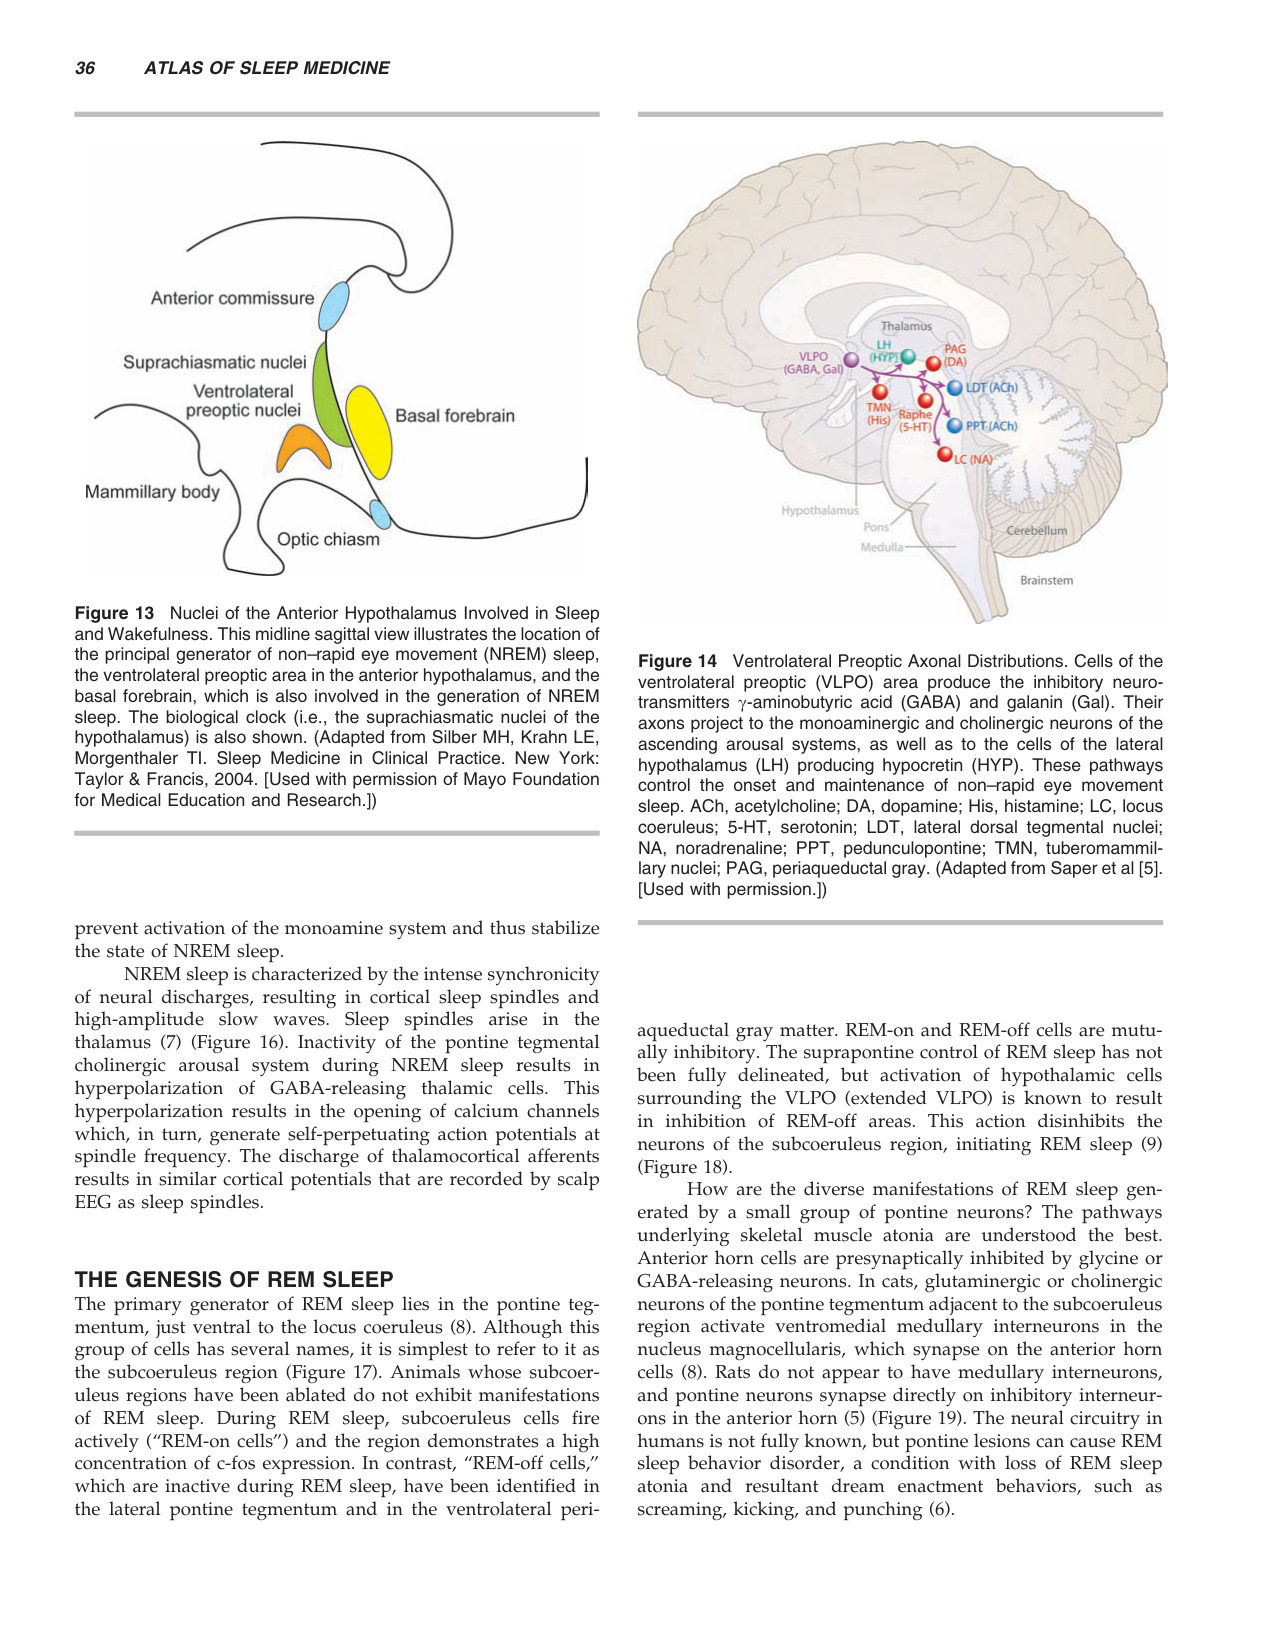 36 ATLAS OF SLEEP MEDICINE
Anterior commissure
Suprachiasmatic nuclei
Ventrolateral
preoptic nuclei
Basal forebrain
Mammillary body
Optic chiasm
Figure 13 Nuclei of the Anterior Hypothalamus Involved in Sleep
and Wakefulness. This midline sagittal view illustrates the location of
the principal generator of non–rapid eye movement (NREM) sleep,
the ventrolateral preoptic area in the anterior hypothalamus, and the
basal forebrain, which is also involved in the generation of NREM
sleep. The biological clock (i.e., the suprachiasmatic nuclei of the
hypothalamus) is also shown. (Adapted from Silber MH, Krahn LE,
Morgenthaler TI. Sleep Medicine in Clinical Practice. New York:
Taylor & Francis, 2004. [Used with permission of Mayo Foundation
for Medical Education and Research.])
prevent activation of the monoamine system and thus stabilize
the state of NREM sleep.
NREM sleep is characterized by the intense synchronicity
of neural discharges, resulting in cortical sleep spindles and
high-amplitude slow waves. Sleep spindles arise in the
thalamus (7) (Figure 16). Inactivity of the pontine tegmental
cholinergic arousal system during NREM sleep results in
hyperpolarization of GABA-releasing thalamic cells. This
hyperpolarization results in the opening of calcium channels
which, in turn, generate self-perpetuating action potentials at
spindle frequency. The discharge of thalamocortical afferents
results in similar cortical potentials that are recorded by scalp
EEG as sleep spindles.
THE GENESIS OF REM SLEEP
The primary generator of REM sleep lies in the pontine teg-
mentum, just ventral to the locus coeruleus (8). Although this
group of cells has several names, it is simplest to refer to it as
the subcoeruleus region (Figure 17). Animals whose subcoer-
uleus regions have been ablated do not exhibit manifestations
of REM sleep. During REM sleep, subcoeruleus cells fire
actively (“REM-on cells”) and the region demonstrates a high
concentration of c-fos expression. In contrast, “REM-off cells,”
which are inactive during REM sleep, have been identified in
the lateral pontine tegmentum and in the ventrolateral peri-
Thalamus
LH
(HYP)
PAG
(DA)
VLPO
(GABA, Gal)
LDT (ACh)
TMN
(His)
Raphe
(5-HT)
PPT (ACh)
LC (NA)
Hypothalamus
Pons
Medulla
Cerebellum
Brainstem
Figure 14 Ventrolateral Preoptic Axonal Distributions. Cells of the
ventrolateral preoptic (VLPO) area produce the inhibitory neuro-
transmitters γ-aminobutyric acid (GABA) and galanin (Gal). Their
axons project to the monoaminergic and cholinergic neurons of the
ascending arousal systems, as well as to the cells of the lateral
hypothalamus (LH) producing hypocretin (HYP). These pathways
control the onset and maintenance of non–rapid eye movement
sleep. ACh, acetylcholine; DA, dopamine; His, histamine; LC, locus
coeruleus; 5-HT, serotonin; LDT, lateral dorsal tegmental nuclei;
NA, noradrenaline; PPT, pedunculopontine; TMN, tuberomammil-
lary nuclei; PAG, periaqueductal gray. (Adapted from Saper et al [5].
[Used with permission.])
aqueductal gray matter. REM-on and REM-off cells are mutu-
ally inhibitory. The suprapontine control of REM sleep has not
been fully delineated, but activation of hypothalamic cells
surrounding the VLPO (extended VLPO) is known to result
in inhibition of REM-off areas. This action disinhibits the
neurons of the subcoeruleus region, initiating REM sleep (9)
(Figure 18).
How are the diverse manifestations of REM sleep gen-
erated by a small group of pontine neurons? The pathways
underlying skeletal muscle atonia are understood the best.
Anterior horn cells are presynaptically inhibited by glycine or
GABA-releasing neurons. In cats, glutaminergic or cholinergic
neurons of the pontine tegmentum adjacent to the subcoeruleus
region activate ventromedial medullary interneurons in the
nucleus magnocellularis, which synapse on the anterior horn
cells (8). Rats do not appear to have medullary interneurons,
and pontine neurons synapse directly on inhibitory interneur-
ons in the anterior horn (5) (Figure 19). The neural circuitry in
humans is not fully known, but pontine lesions can cause REM
sleep behavior disorder, a condition with loss of REM sleep
atonia and resultant dream enactment behaviors, such as
screaming, kicking, and punching (6).